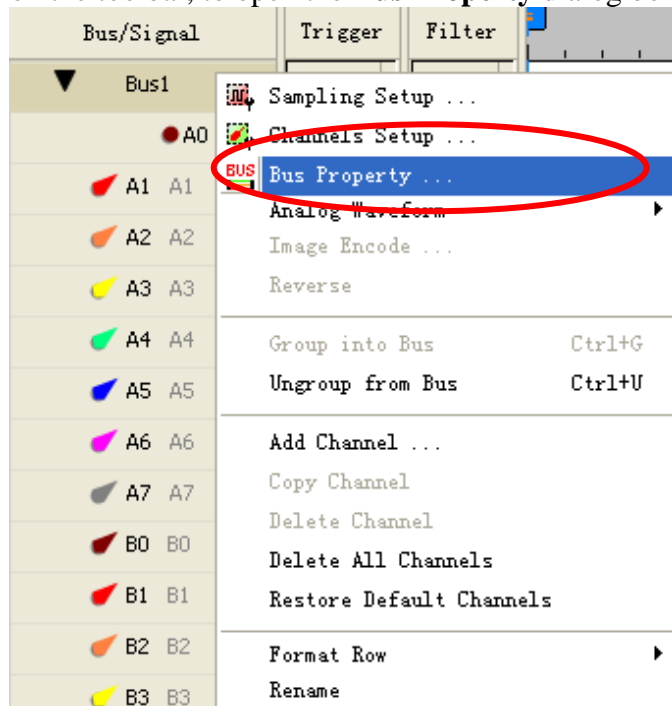 Bus/Signal Trigger Filter
Bus1
Sampling Setup ...
A0 Channels Setup ...
BUS Bus Property ...
A1 A1
Analog Waveform
A2 A2
Image Encode ...
A3 A3 Reverse
A4 A4 Group into Bus Ctrl+G
A5 A5 Ungroup from Bus Ctrl+U
A6 A6 Add Channel ...
A7 A7 Copy Channel
Delete Channel
B0 B0
Delete All Channels
B1 B1 Restore Default Channels
B2 B2 Format Row
B3 B3 Rename